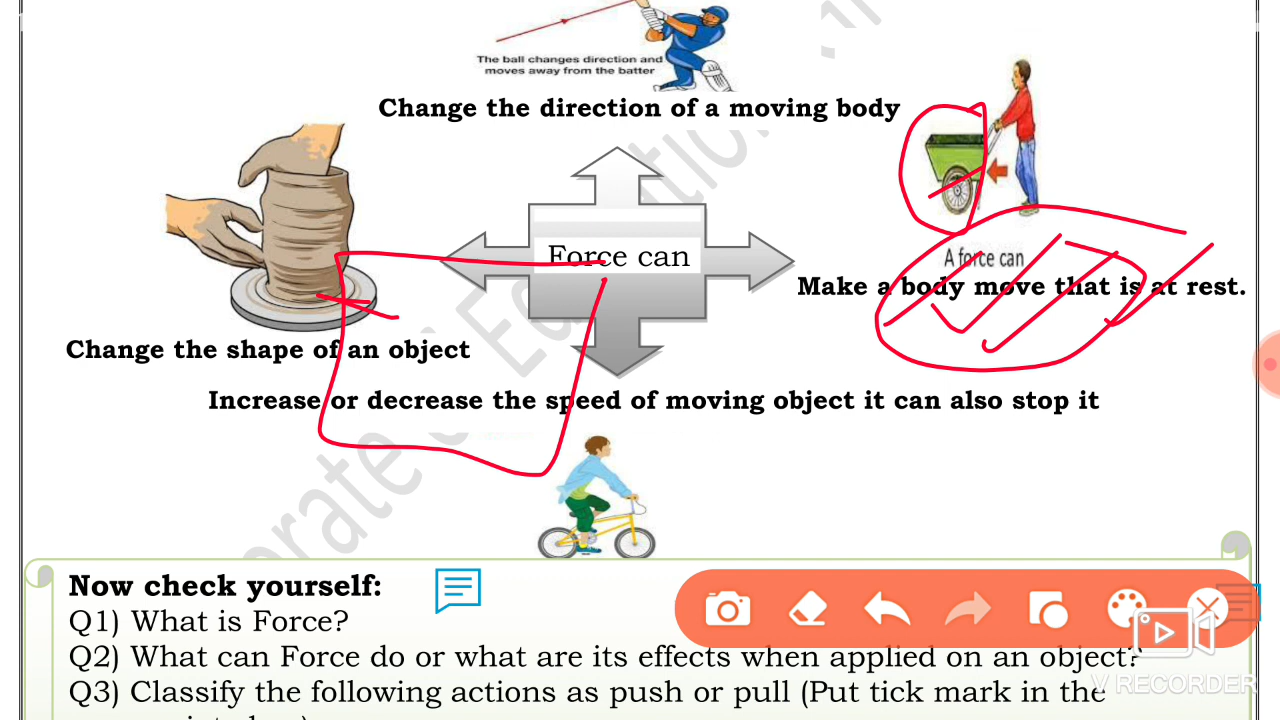 The ball changes direction and
moves away from the batter
Change the direction of a moving body
Force can
A force can
Make a body move that is at rest.
Change the shape of an object
Increase or decrease the speed of moving object it can also stop it
Now check yourself:
Q1) What is Force?
Q2) What can Force do or what are its effects when applied on an object?
Q3) Classify the following actions as push or pull (Put tick mark in the
V RECORDER